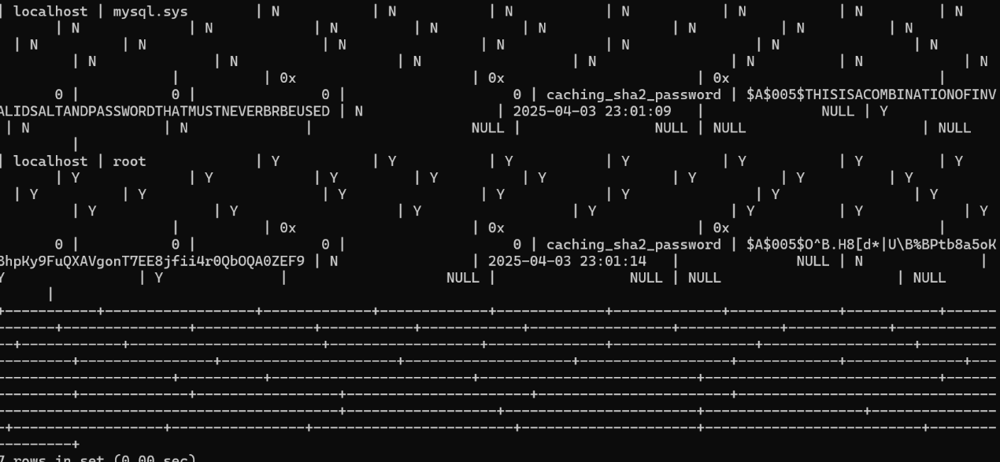 | localhost | mysql.sys | N | N | N | N | N | N | N
| N | N | N | N | N | N | N | N
| N | N | N | N | N | N | N
| N | N | N | N | N | N | N
| | 0x | 0x | 0x |
0 | 0 | 0 | 0 | caching_sha2_password | $A$005$THISISACOMBINATIONOFINV
ALIDSALTANDPASSWORDTHATMUSTNEVERBRBEUSED | N | 2025-04-03 23:01:09 | NULL | Y
| N | N | NULL | NULL | NULL | NULL
|
| localhost | root | Y | Y | Y | Y | Y | Y | Y
| Y | Y | Y | Y | Y | Y | Y | Y
| Y | Y | Y | Y | Y | Y | Y
| Y | Y | Y | Y | Y | Y | Y
| | 0x | 0x | 0x |
0 | 0 | 0 | 0 | caching_sha2_password | $A$005$O^B.H8[d*|U\B%BPtb8a5oK
BhpKy9FuQXAVgonT7EE8jfii4r0QbOQA0ZEF9 | N | 2025-04-03 23:01:14 | NULL | N |
Y | Y | NULL | NULL | NULL | NULL
|
7 rows in set (0.00 sec)